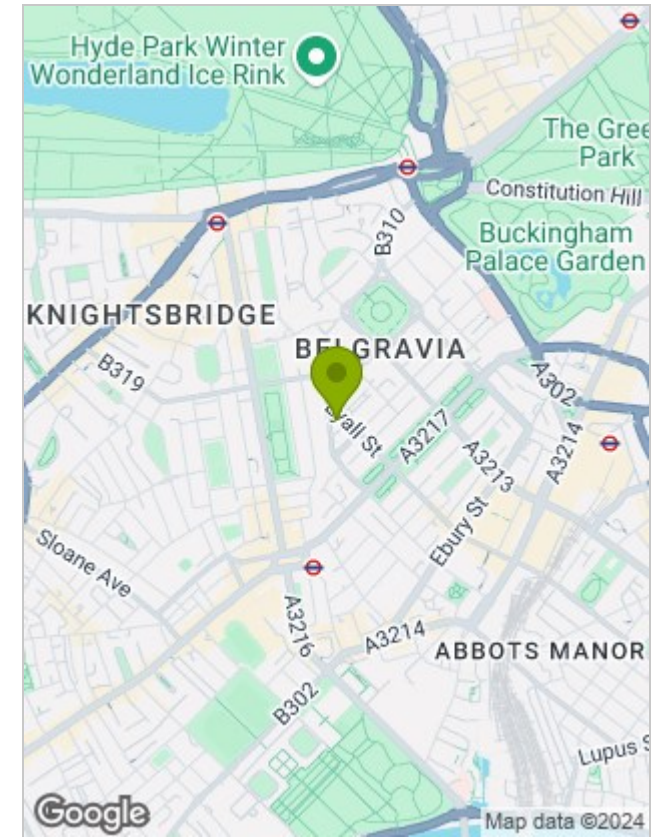 Hyde Park Winter
Wonderland Ice Rink
The Gree
Park
Constitution Hill
B310
Buckingham
Palace Garden
KNIGHTSBRIDGE
BELGRAVIA
B319
A302
Lyall St
A3217
A3214
A3213
Ebury St
Sloane Ave
A3216
A3214
ABBOTS MANOR
B302
Lupus S
Google
Map data ©2024